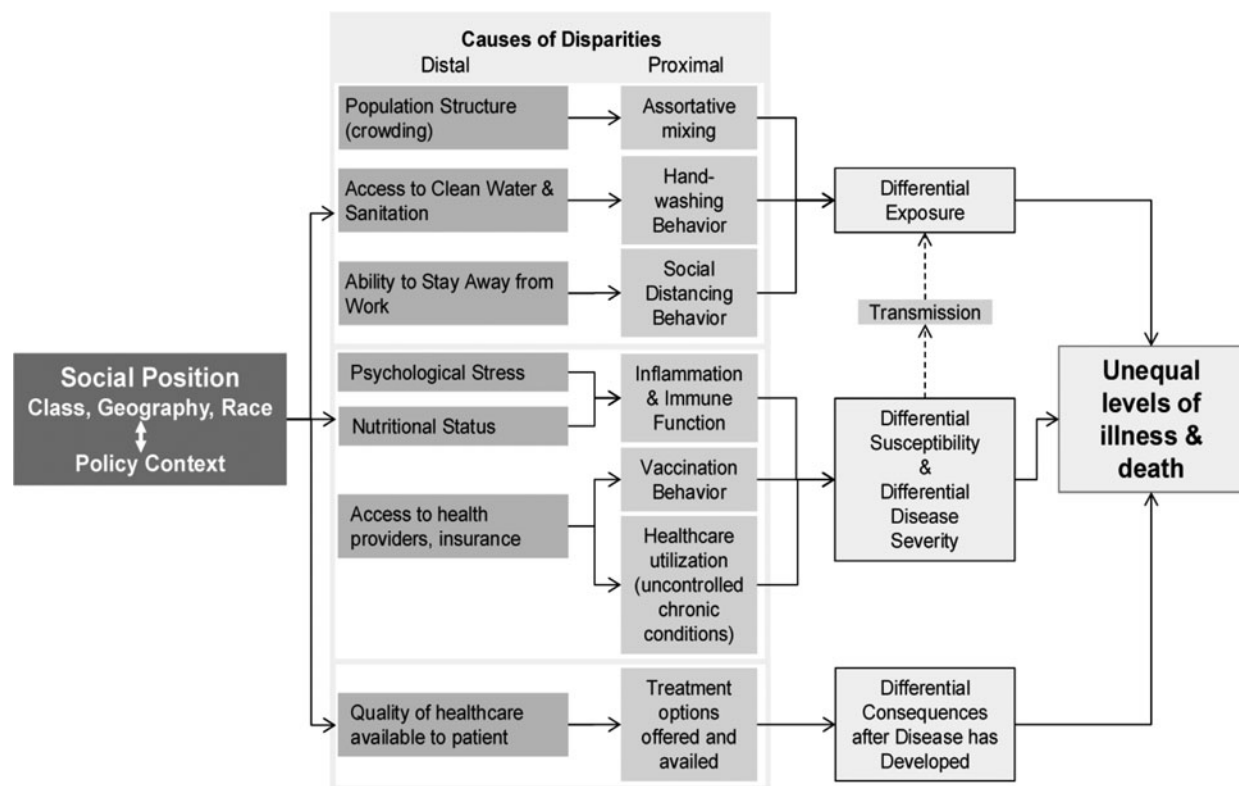 Causes of Disparities
Distal
Proximal
Population Structure
(crowding)
Assortative
mixing
Access to Clean Water &
Sanitation
Hand-
washing
Behavior
Differential
Exposure
Ability to Stay Away from
Work
Social
Distancing
Behavior
Transmission
Social Position
Class, Geography, Race
Policy Context
Psychological Stress
Nutritional Status
Inflammation
& Immune
Function
Access to health
providers, insurance
Vaccination
Behavior
Healthcare
utilization
(uncontrolled
chronic
conditions)
Differential
Susceptibility
&
Differential
Disease
Severity
Unequal
levels of
illness &
death
Quality of healthcare
available to patient
Treatment
options
offered and
availed
Differential
Consequences
after Disease has
Developed